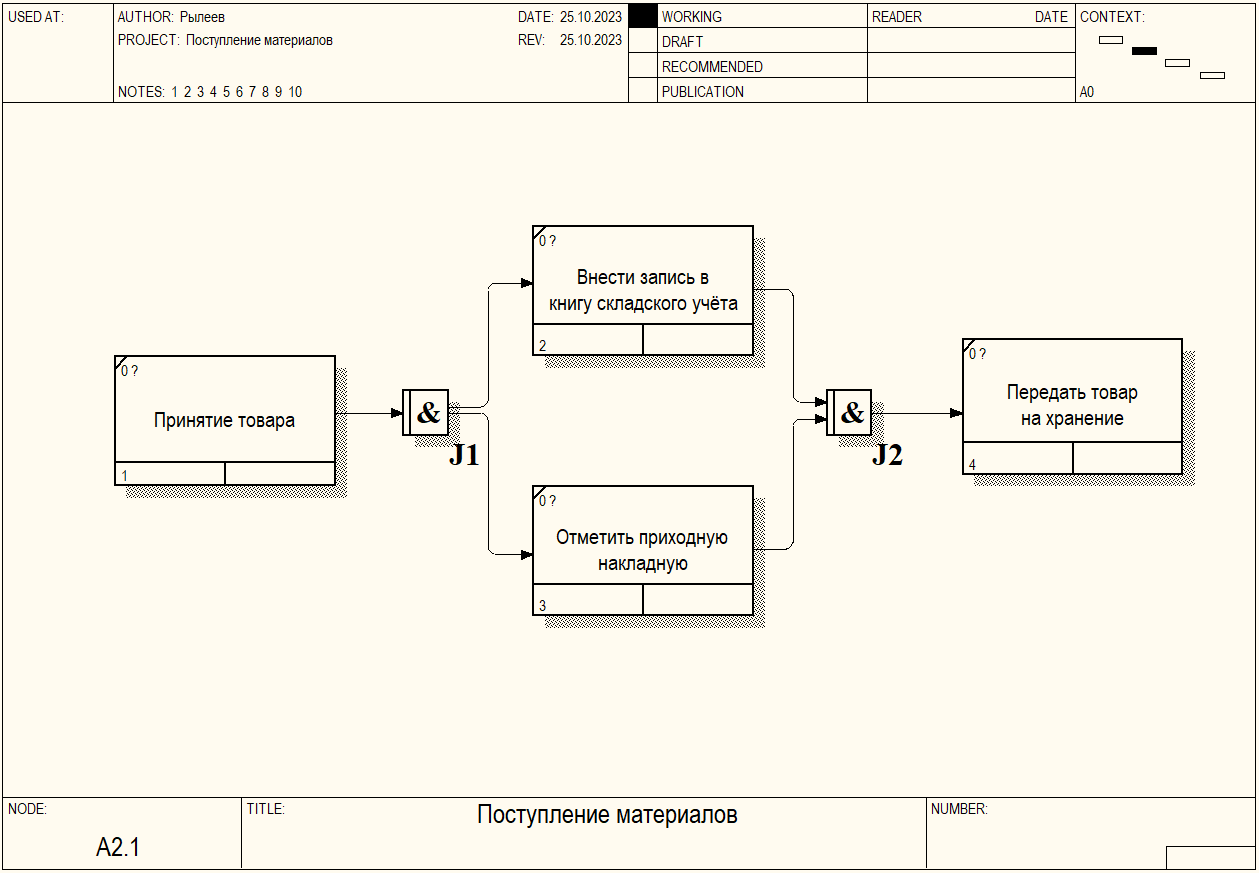 USED AT:
AUTHOR: Рылеев
DATE: 25.10.2023
PROJECT: Поступление материалов
REV: 25.10.2023
NOTES: 1 2 3 4 5 6 7 8 9 10
WORKING
DRAFT
RECOMMENDED
PUBLICATION
READER DATE
CONTEXT:
A0
0 ?
Принятие товара
1
&
J1
0 ?
Внести запись в
книгу складского учёта
2
0 ?
Отметить приходную
накладную
3
&
J2
0 ?
Передать товар
на хранение
4
NODE:
A2.1
TITLE:
Поступление материалов
NUMBER: